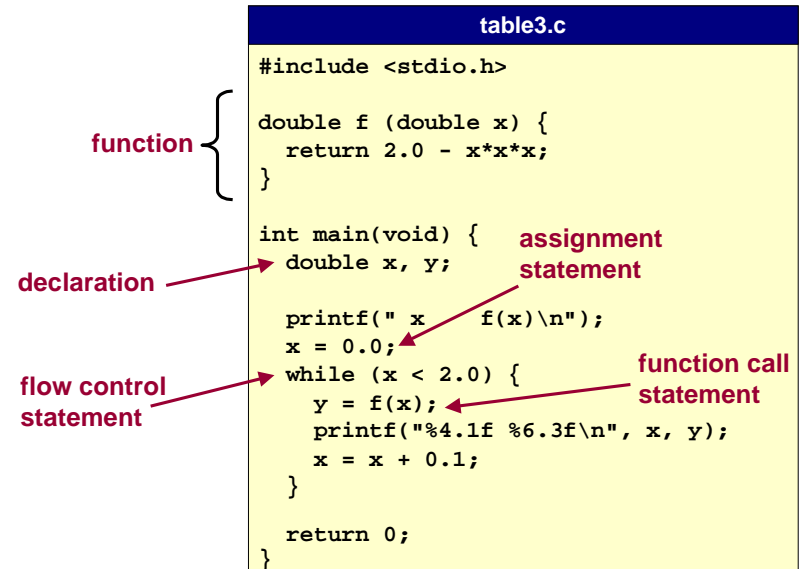 table3.c
#include <stdio.h>
function
double f (double x) {
  return 2.0 - x*x*x;
}
int main(void) {
assignment
statement
declaration
  double x, y;
  printf(" x    f(x)\n");
  x = 0.0;
flow control
statement
  while (x < 2.0) {
function call
statement
    y = f(x);
    printf("%4.1f %6.3f\n", x, y);
    x = x + 0.1;
  }
  return 0;
}